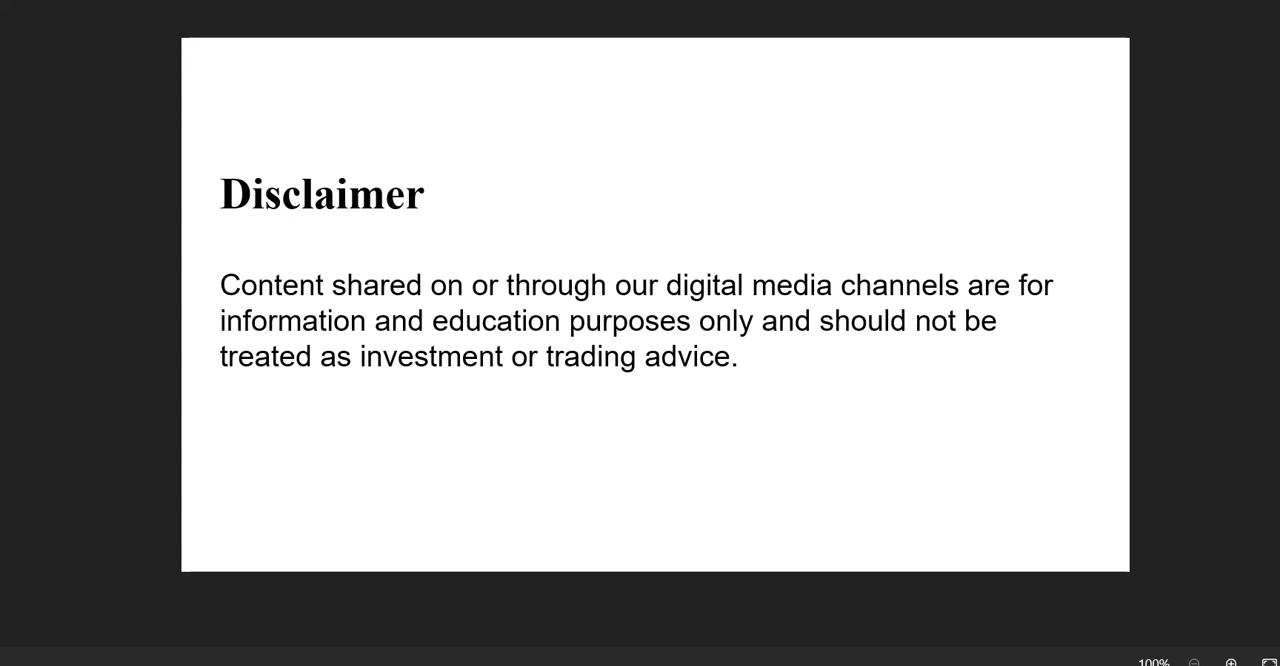 Disclaimer
Content shared on or through our digital media channels are for
information and education purposes only and should not be
treated as investment or trading advice.
100%